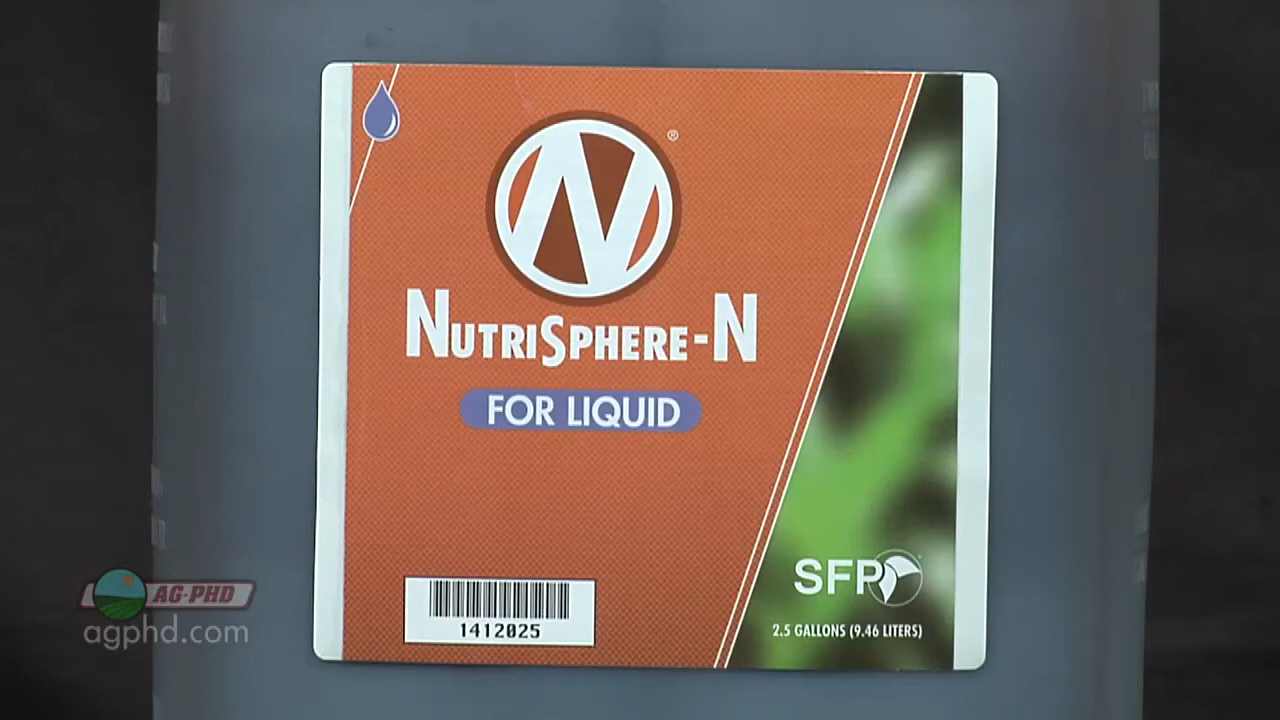 N®
NUTRISPHERE-N
FOR LIQUID
1412025
SFP
2.5 GALLONS (9.46 LITERS)
AG-PHD
agphd.com